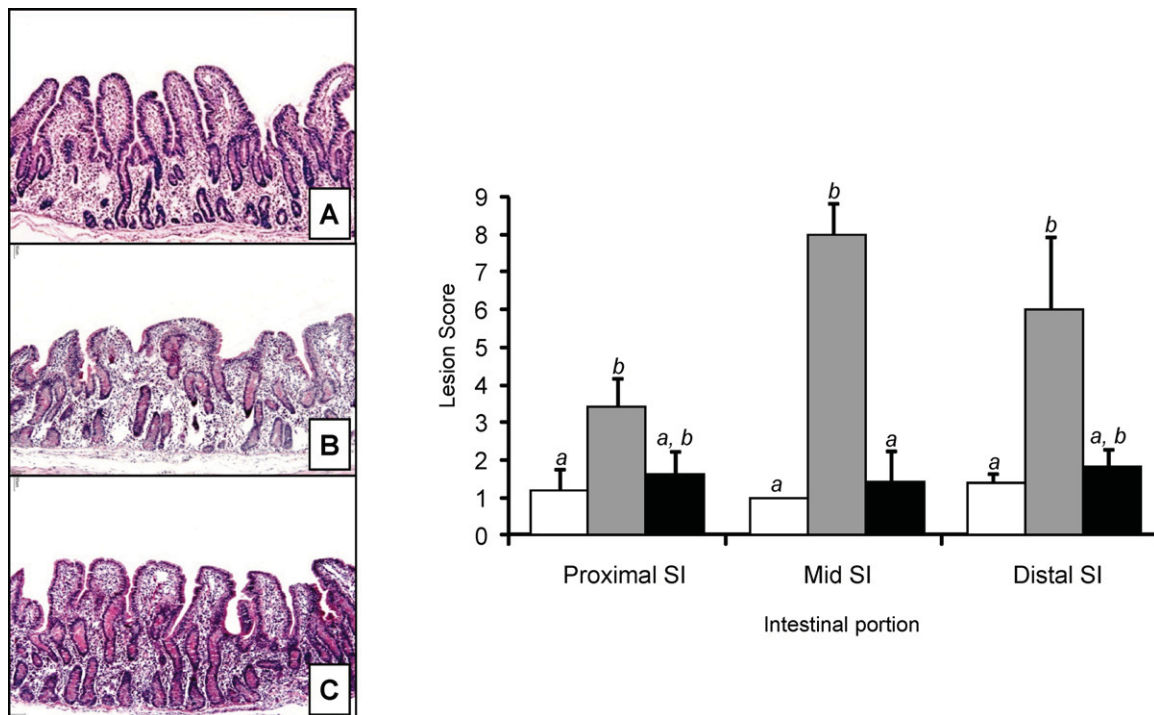 A
B
C
Lesion Score
9
8
7
6
5
4
3
2
1
0
a
b
a, b
a
b
a
a
b
a, b
Proximal SI
Mid SI
Distal SI
Intestinal portion